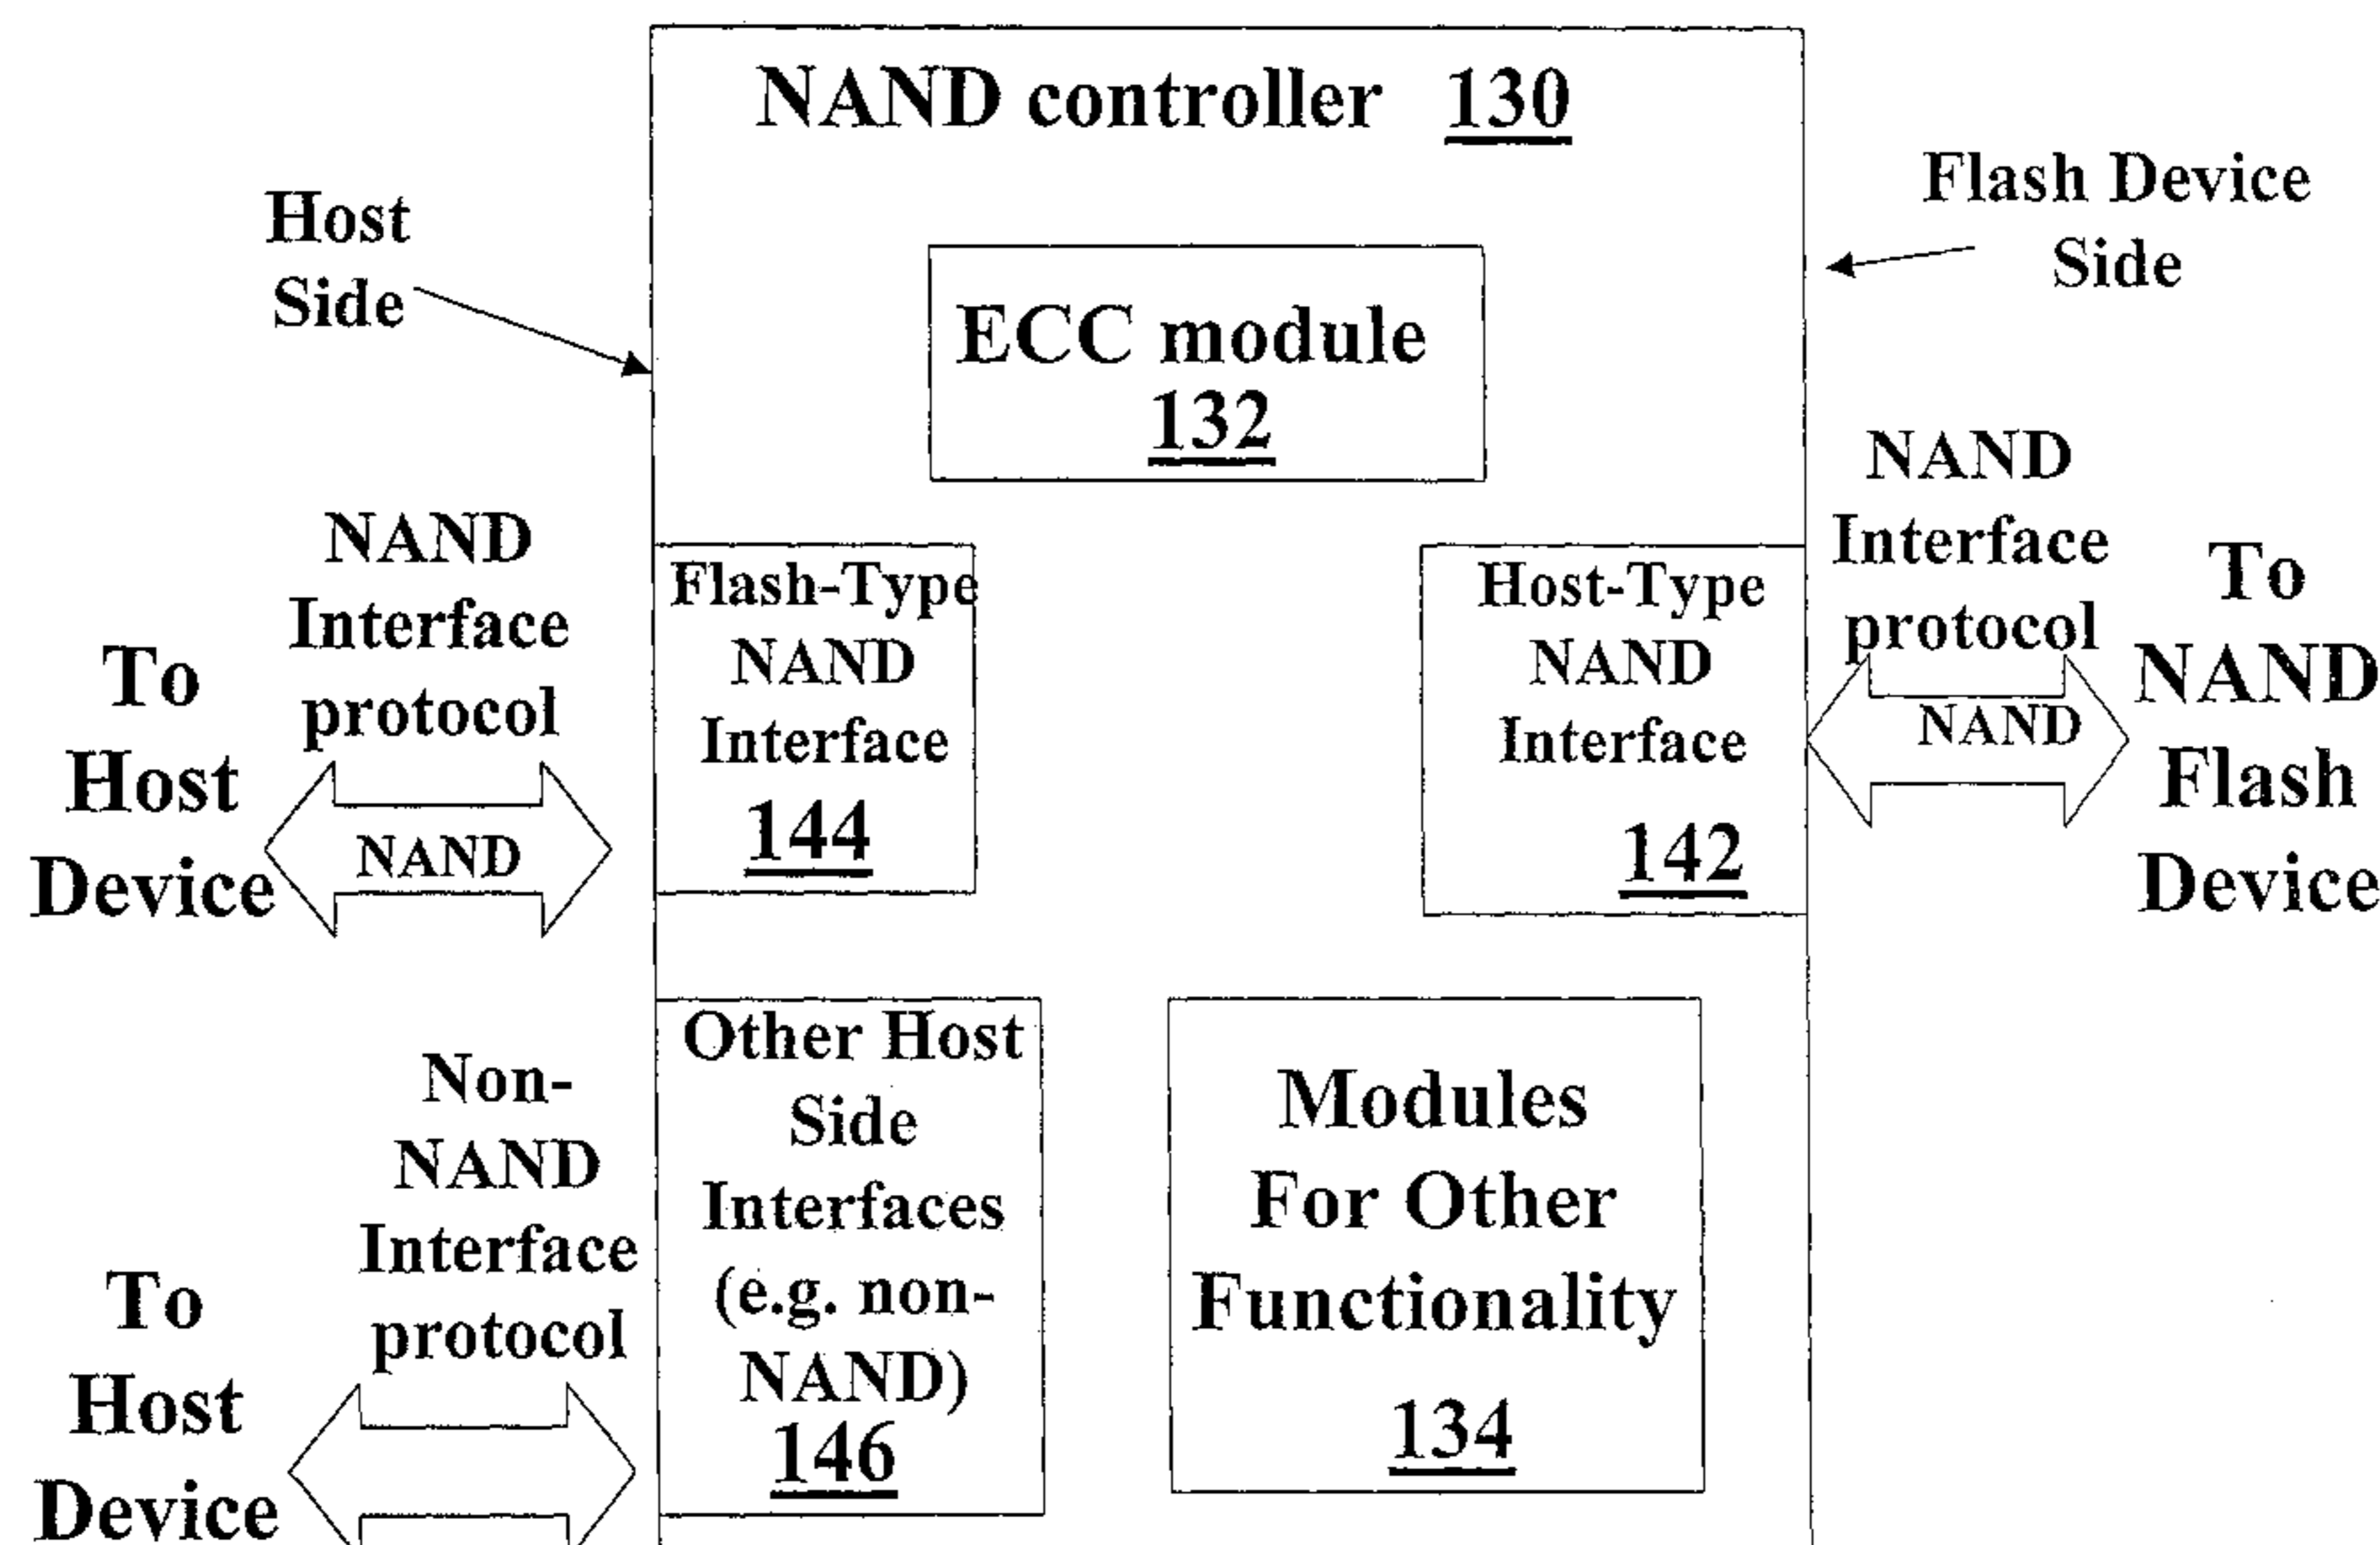 NAND controller 130
Host
Side
Flash Device
Side
ECC module
132
NAND
Interface
protocol
To
Host
Device
NAND
Flash-Type
NAND
Interface
144
Host-Type
NAND
Interface
142
NAND
Interface
protocol
NAND
To
NAND
Flash
Device
Non-
NAND
Interface
protocol
To
Host
Device
Other Host
Side
Interfaces
(e.g. non-
NAND)
146
Modules
For Other
Functionality
134